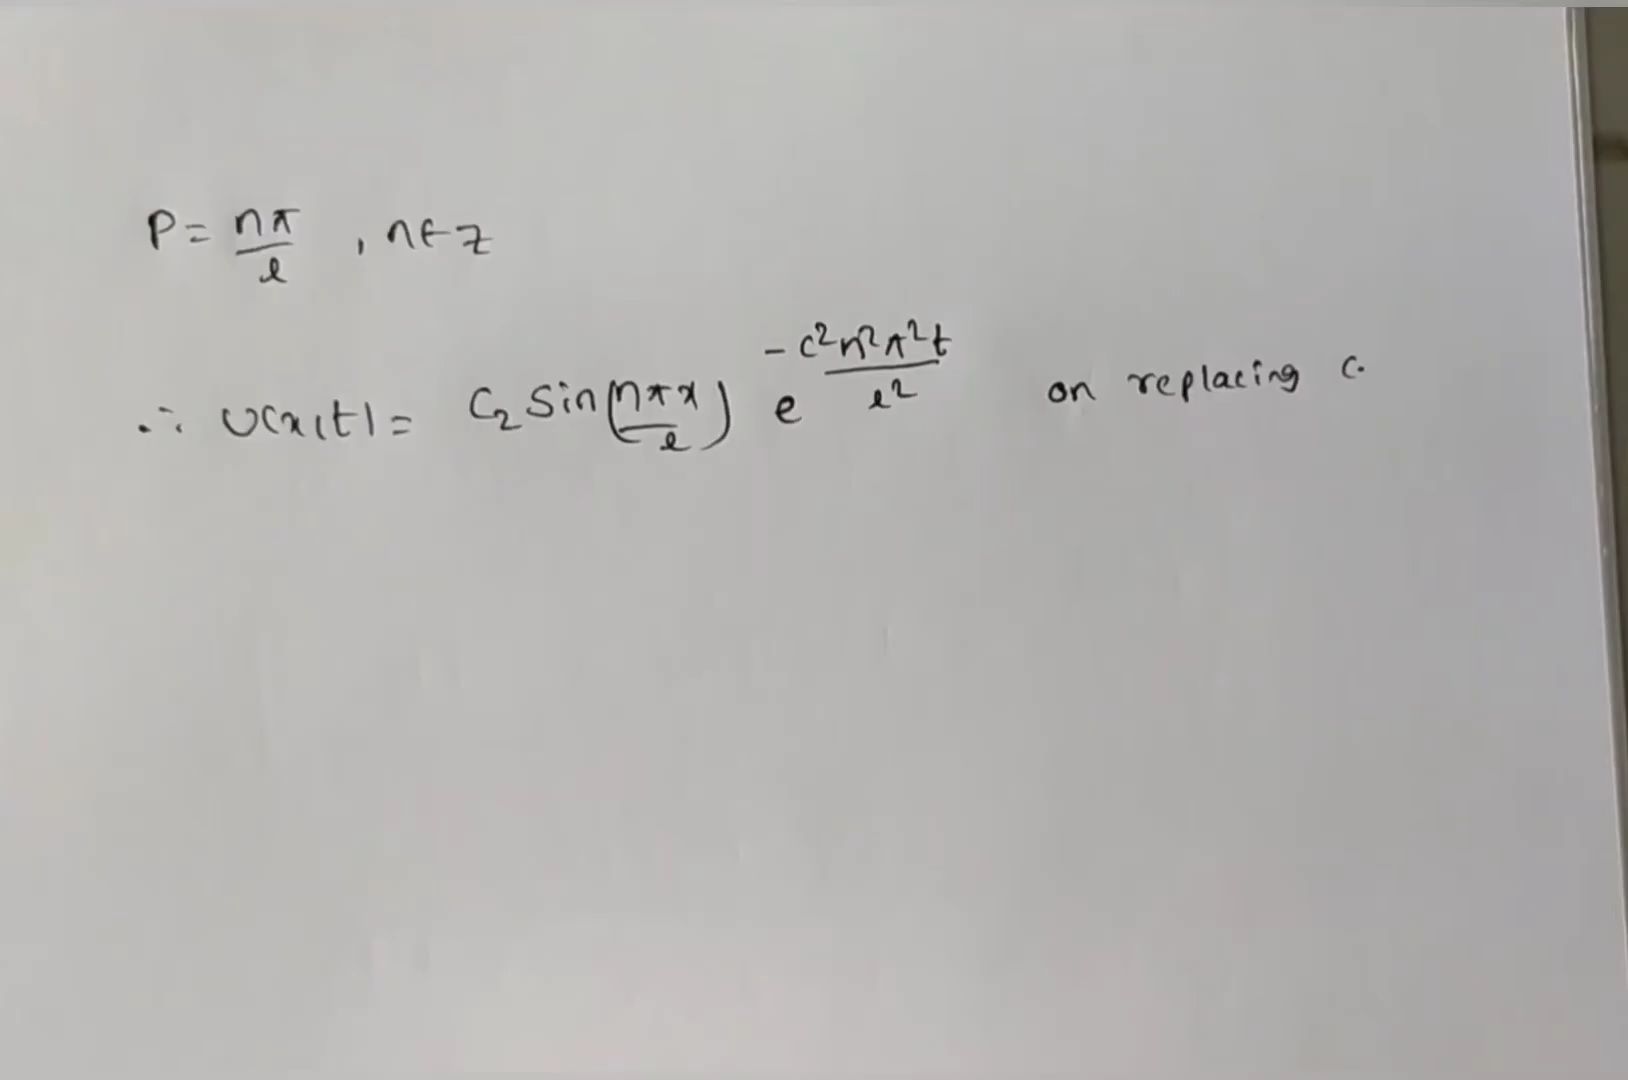 P = nπ/l , n ∈ z
∴ U(x,t) = C₂ Sin(nπx/l) e^(-c²n²π²t/l²) on replacing c.